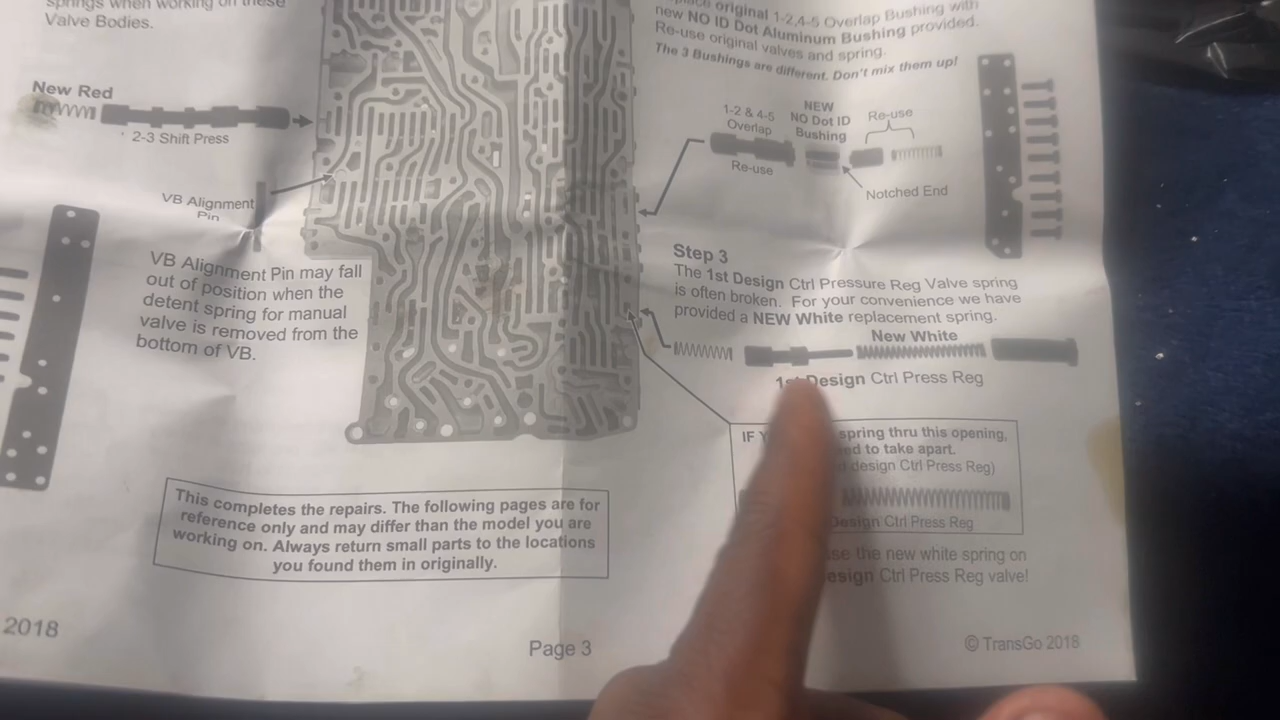 springs when working on these
Valve Bodies.
New Red
2-3 Shift Press
VB Alignment
Pin
VB Alignment Pin may fall
out of position when the
detent spring for manual
valve is removed from the
bottom of VB.
This completes the repairs. The following pages are for
reference only and may differ than the model you are
working on. Always return small parts to the locations
you found them in originally.
2018
Page 3
original 1-2,4-5 Overlap Bushing with
new NO ID Dot Aluminum Bushing provided.
Re-use original valves and spring.
The 3 Bushings are different. Don't mix them up!
1-2 & 4-5
Overlap
Re-use
NEW
NO Dot ID
Bushing
Re-use
Notched End
Step 3
The 1st Design Ctrl Pressure Reg Valve spring
is often broken. For your convenience we have
provided a NEW White replacement spring.
New White
1st Design Ctrl Press Reg
IF spring thru this opening,
to take apart.
design Ctrl Press Reg)
Design Ctrl Press Reg
the new white spring on
Ctrl Press Reg valve!
© TransGo 2018